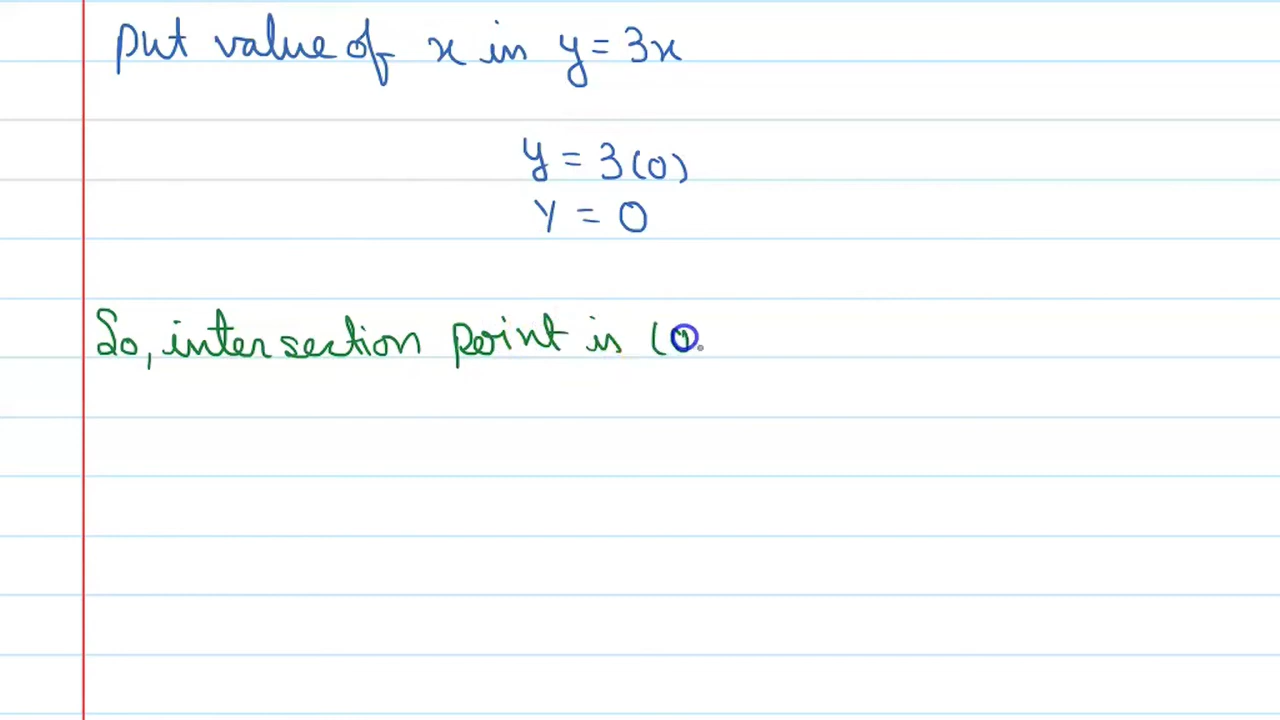 put value of x in y = 3x
y = 3(0)
y = 0
So, intersection point is (0